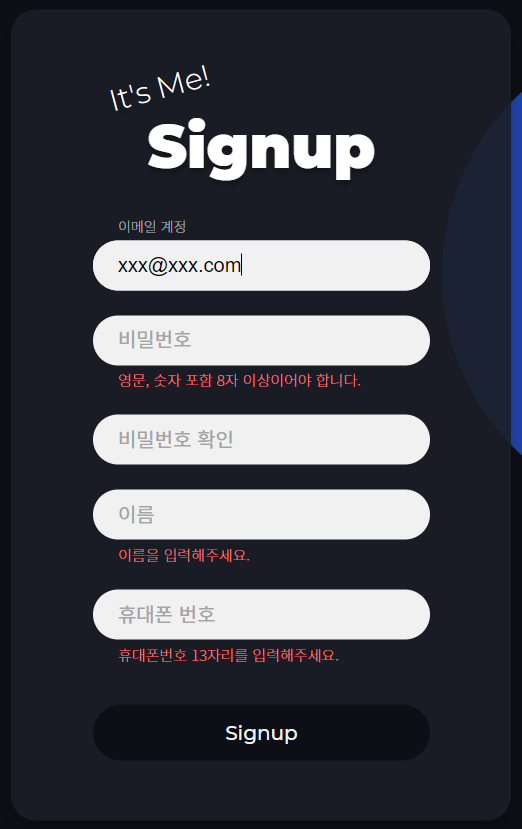 It's Me!
Signup
이메일 계정
xxx@xxx.com
비밀번호
영문, 숫자 포함 8자 이상이어야 합니다.
비밀번호 확인
이름
이름을 입력해주세요.
휴대폰 번호
휴대폰번호 13자리를 입력해주세요.
Signup